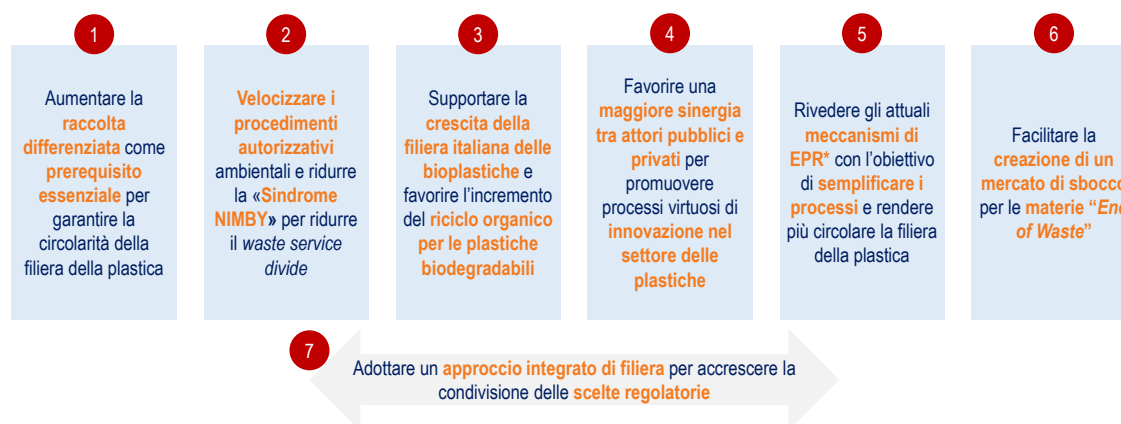 1
Aumentare la
raccolta
differenziata come
prerequisito
essenziale per
garantire la
circolarità della
filiera della plastica
2
Velocizzare i
procedimenti
autorizzativi
ambientali e ridurre
la «Sindrome
NIMBY» per ridurre
il waste service
divide
3
Supportare la
crescita della
filiera italiana delle
bioplastiche e
favorire l'incremento
del riciclo organico
per le plastiche
biodegradabili
4
Favorire una
maggiore sinergia
tra attori pubblici e
privati per
promuovere
processi virtuosi di
innovazione nel
settore delle
plastiche
5
Rivedere gli attuali
meccanismi di
EPR* con l'obiettivo
di semplificare i
processi e rendere
più circolare la filiera
della plastica
6
Facilitare la
creazione di un
mercato di sbocco
per le materie "En
of Waste"
7
Adottare un approccio integrato di filiera per accrescere la
condivisione delle scelte regolatorie